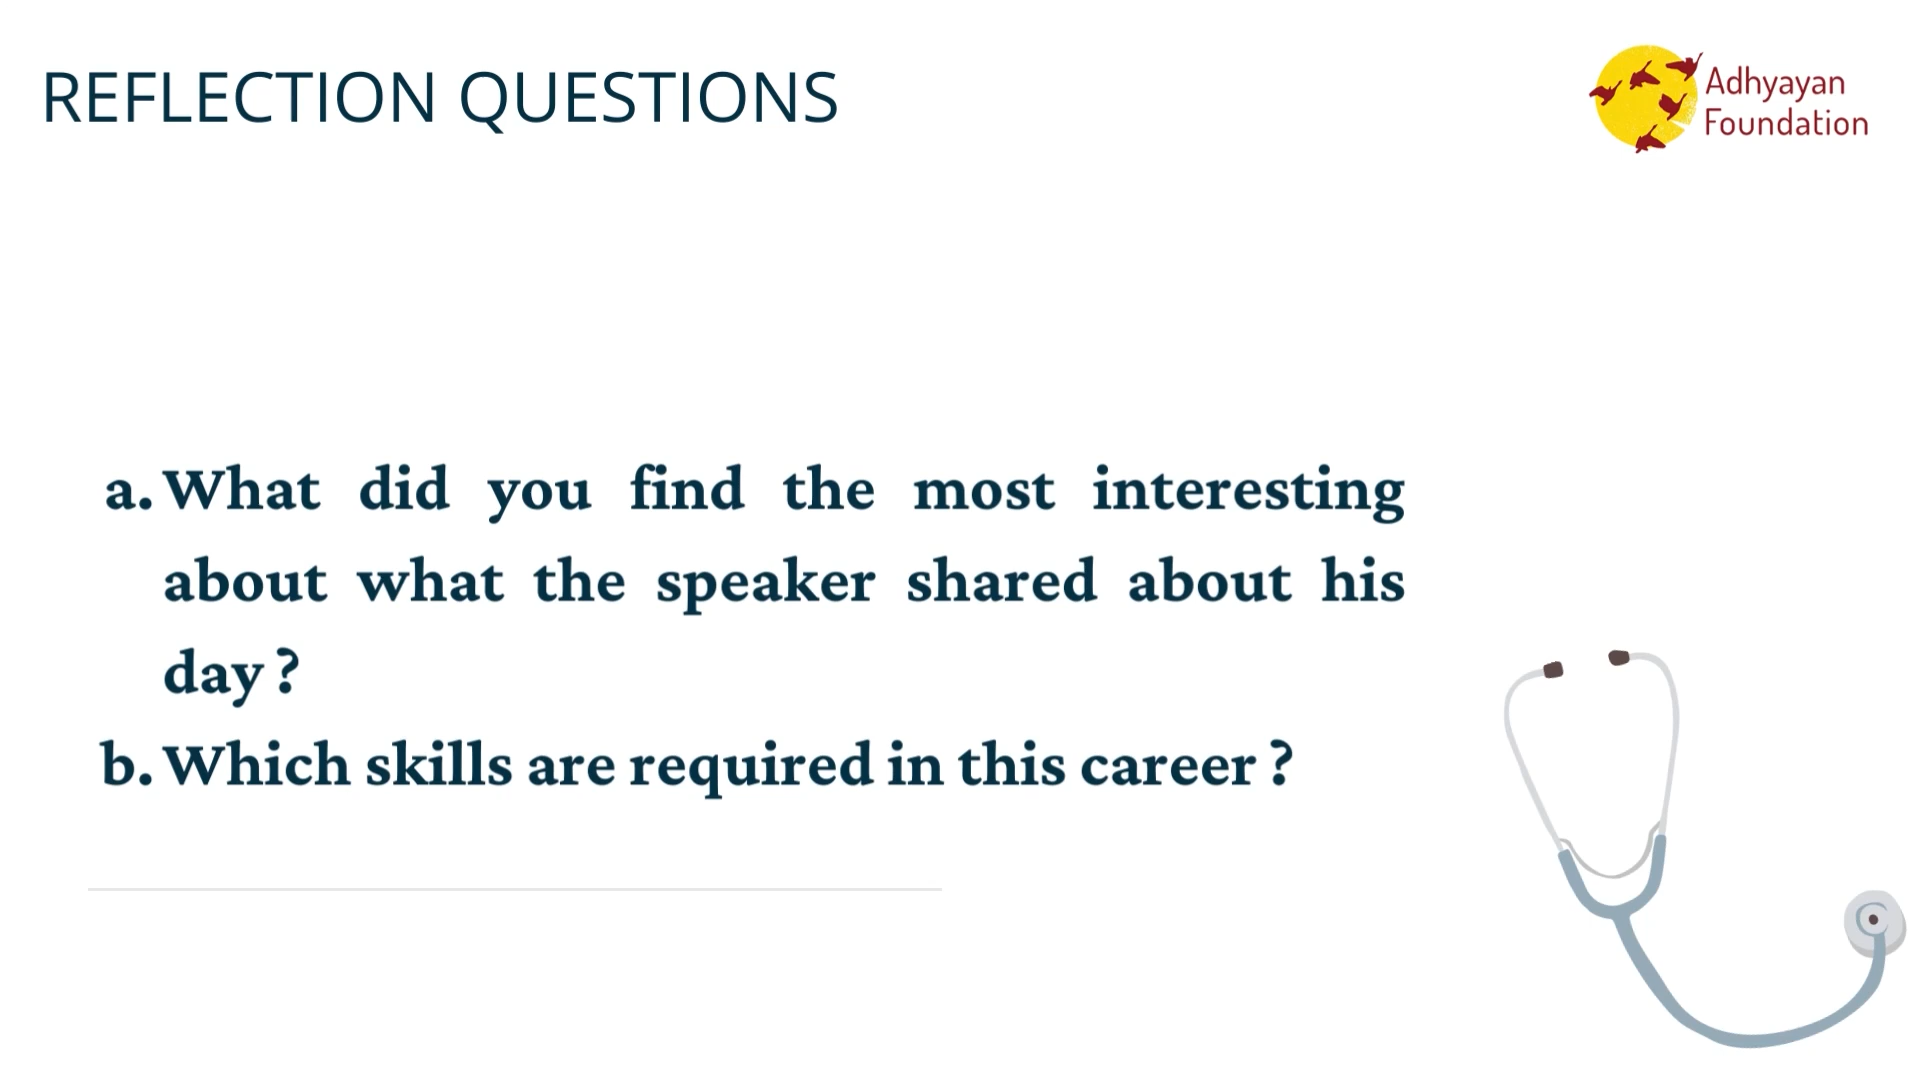 REFLECTION QUESTIONS
Adhyayan
Foundation
a. What did you find the most interesting
about what the speaker shared about his
day ?
b. Which skills are required in this career ?